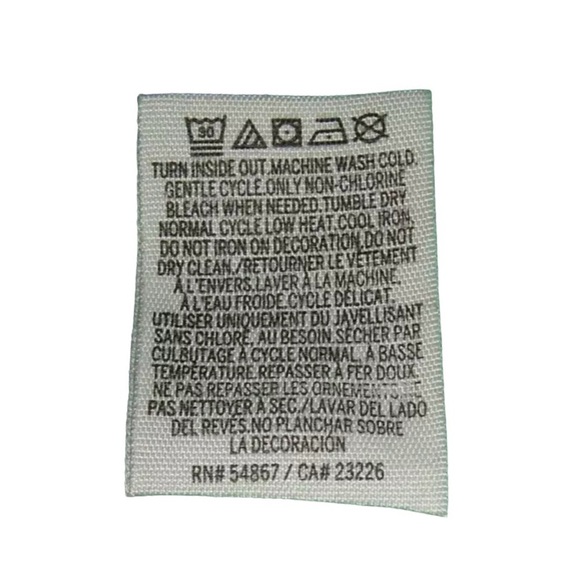 30
TURN INSIDE OUT.MACHINE WASH COLD.
GENTLE CYCLE.ONLY NON-CHLORINE
BLEACH WHEN NEEDED.TUMBLE DRY
NORMAL CYCLE LOW HEAT.COOL IRON.
DO NOT IRON ON DECORATION.DO NOT
DRY CLEAN./RETOURNER LE VÊTEMENT
À L'ENVERS.LAVER À LA MACHINE
À L'EAU FROIDE.CYCLE DÉLICAT.
UTILISER UNIQUEMENT DU JAVELLISANT
SANS CHLORE, AU BESOIN.SÉCHER PAR
CULBUTAGE À CYCLE NORMAL, À BASSE
TEMPÉRATURE.REPASSER À FER DOUX.
NE PAS REPASSER LES ORNEMENTS.NE
PAS NETTOYER À SEC./LAVAR DEL LADO
DEL REVÉS.NO PLANCHAR SOBRE
LA DECORACIÓN
RN# 54867 / CA# 23226